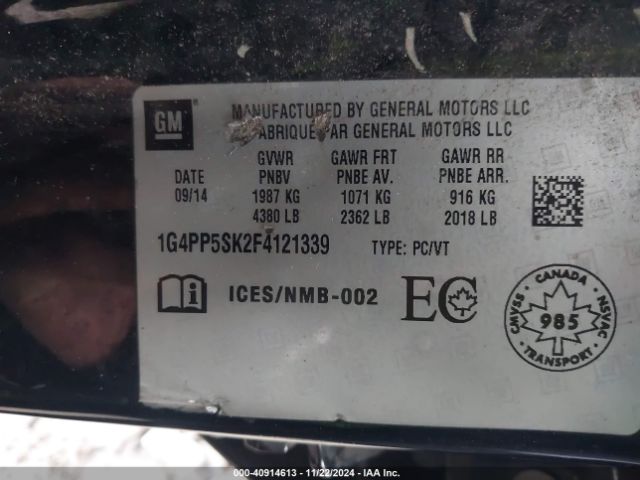 GM
MANUFACTURED BY GENERAL MOTORS LLC
FABRIQUE PAR GENERAL MOTORS LLC
GVWR GAWR FRT GAWR RR
DATE PNBV PNBE AV. PNBE ARR.
09/14 1987 KG 1071 KG 916 KG
4380 LB 2362 LB 2018 LB
1G4PP5SK2F4121339 TYPE: PC/VT
i ICES/NMB-002 EC
CANADA
CMVSS 985 NSVAC
TRANSPORT
000-40914613 - 11/22/2024 - IAAI.ca